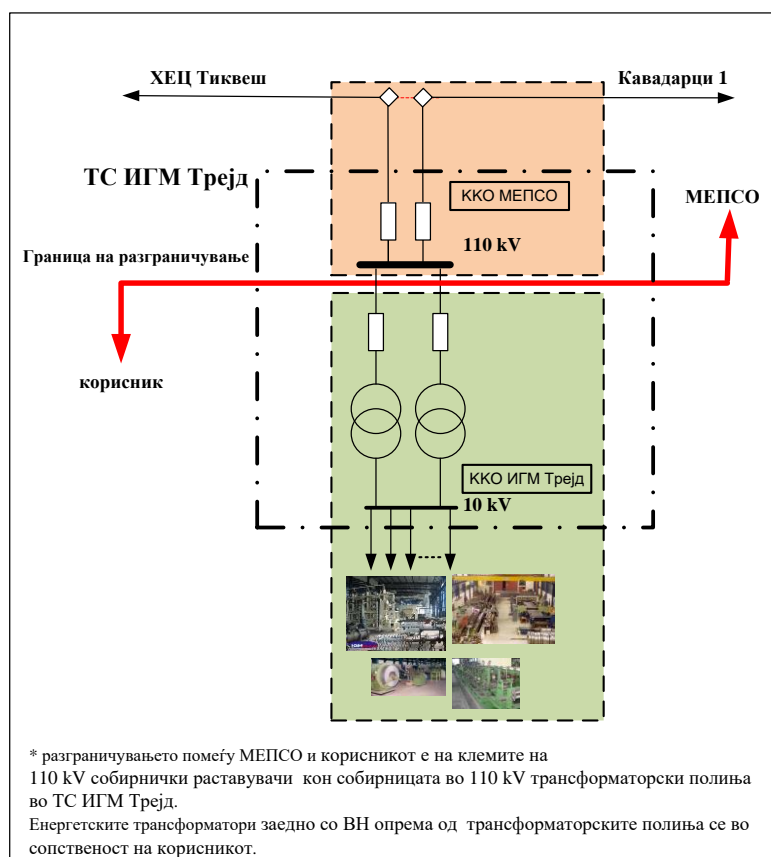 ХЕЦ Тиквеш
Кавадарци 1
ТС ИГМ Трејд
ККО МЕПСО
МЕПСО
110 kV
Граница на разграничување
корисник
ККО ИГМ Трејд
10 kV
* разграничувањето помеѓу МЕПСО и корисникот е на клемите на
110 kV собирнички раставувачи кон собирницата во 110 kV трансформаторски полиња
во ТС ИГМ Трејд.
Енергетските трансформатори заедно со ВН опрема од трансформаторските полиња се во
сопственост на корисникот.